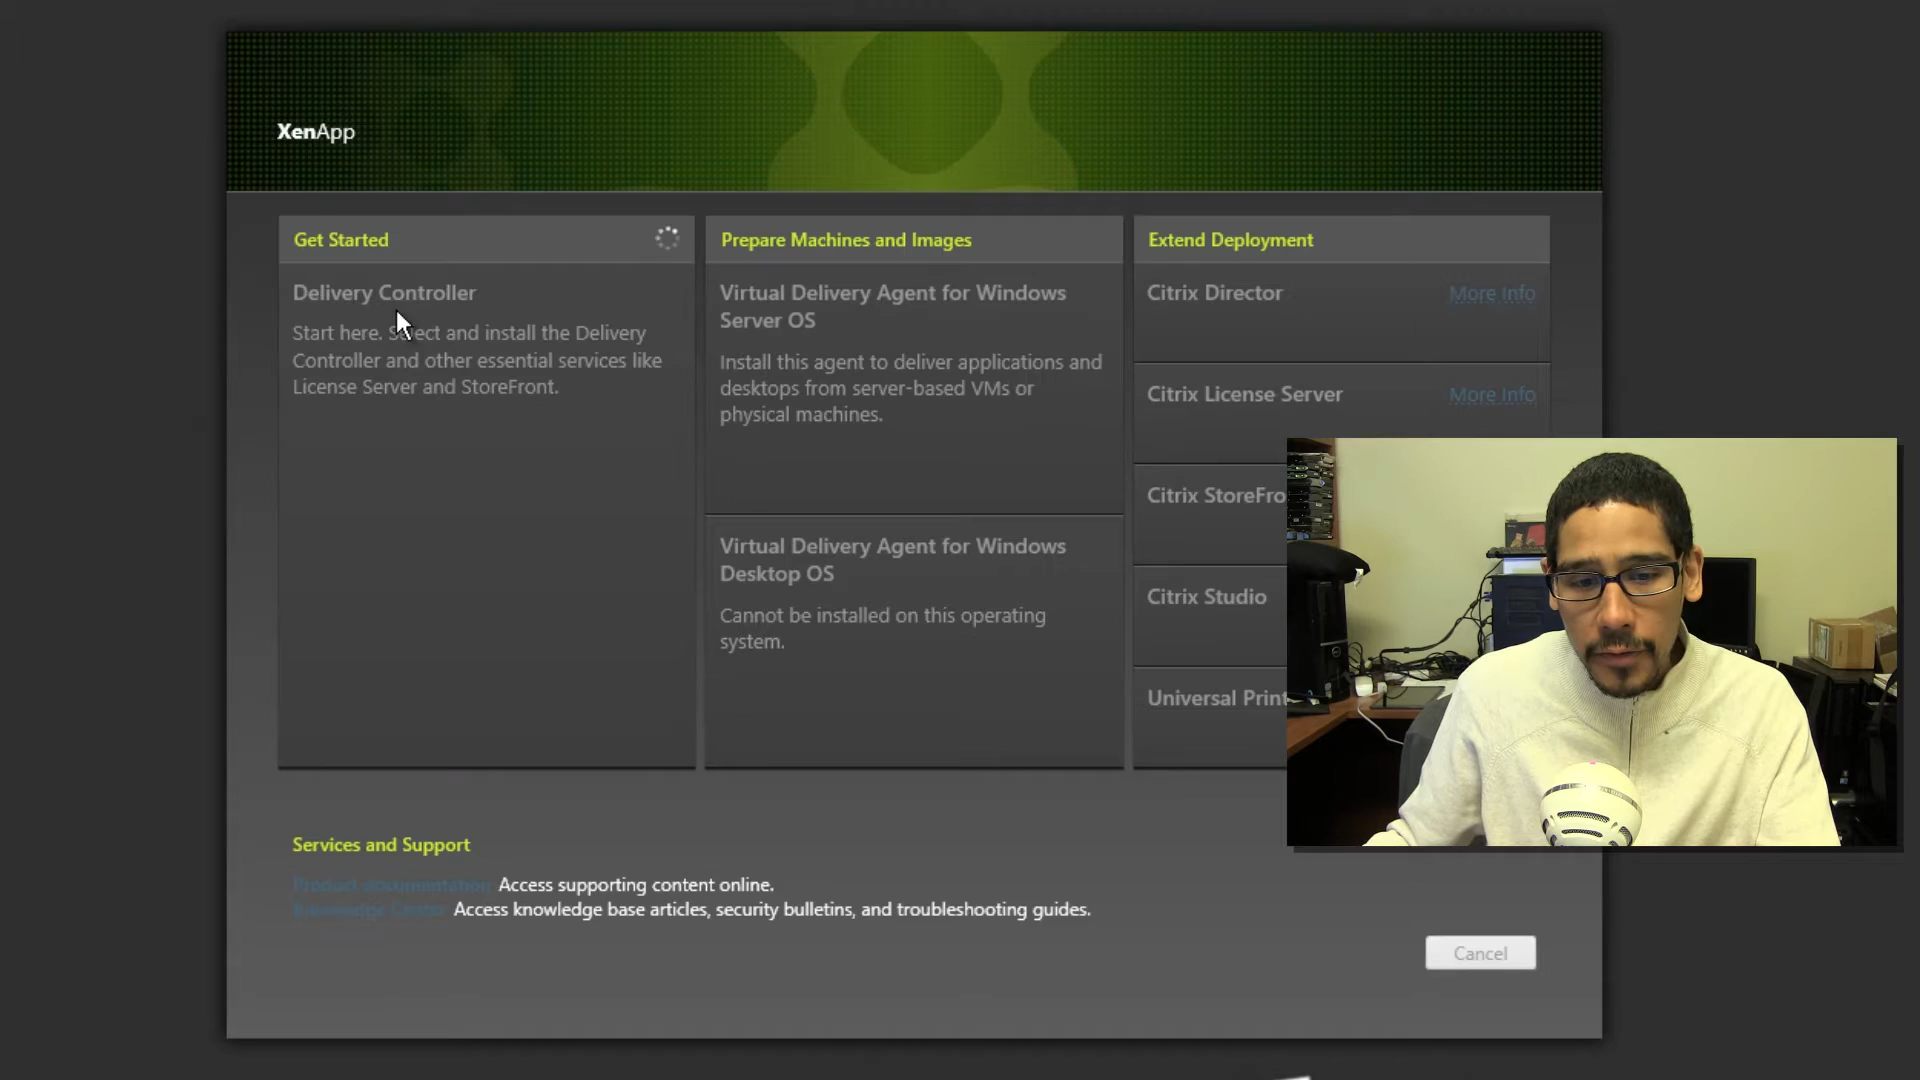 XenApp
Get Started
Delivery Controller
Start here. Select and install the Delivery
Controller and other essential services like
License Server and StoreFront.
Prepare Machines and Images
Virtual Delivery Agent for Windows
Server OS
Install this agent to deliver applications and
desktops from server-based VMs or
physical machines.
Virtual Delivery Agent for Windows
Desktop OS
Cannot be installed on this operating
system.
Extend Deployment
Citrix Director More Info
Citrix License Server More Info
Citrix StoreFro
Citrix Studio
Universal Print
Services and Support
Product documentation Access supporting content online.
Knowledge Center Access knowledge base articles, security bulletins, and troubleshooting guides.
Cancel